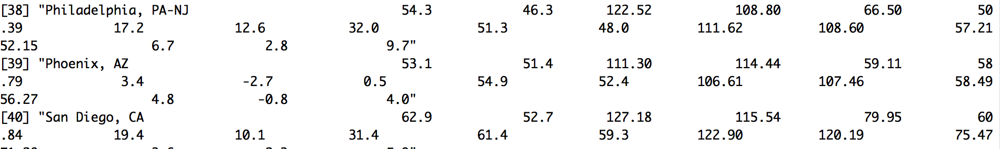 [38] "Philadelphia, PA-NJ 54.3 46.3 122.52 108.80 66.50 50
.39 17.2 12.6 32.0 51.3 48.0 111.62 108.60 57.21
52.15 6.7 2.8 9.7"
[39] "Phoenix, AZ 53.1 51.4 111.30 114.44 59.11 58
.79 3.4 -2.7 0.5 54.9 52.4 106.61 107.46 58.49
56.27 4.8 -0.8 4.0"
[40] "San Diego, CA 62.9 52.7 127.18 115.54 79.95 60
.84 19.4 10.1 31.4 61.4 59.3 122.90 120.19 75.47